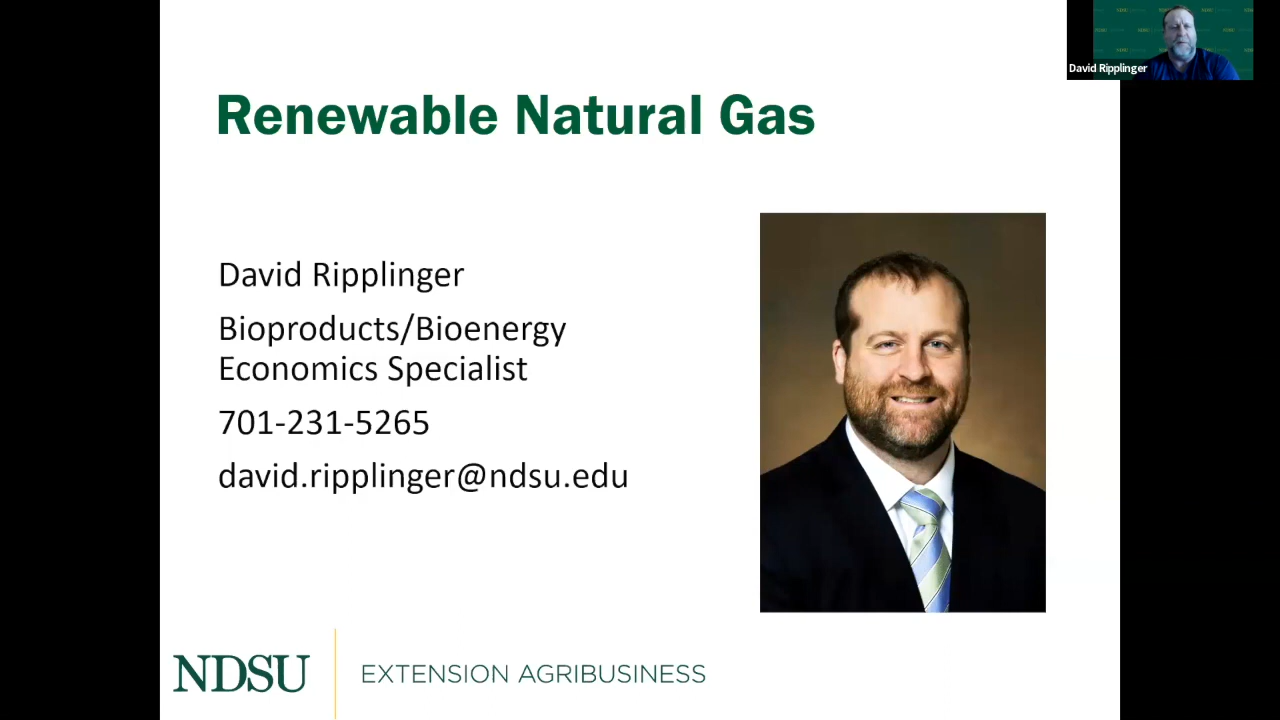 David Ripplinger
Renewable Natural Gas
David Ripplinger
Bioproducts/Bioenergy
Economics Specialist
701-231-5265
david.ripplinger@ndsu.edu
NDSU
EXTENSION AGRIBUSINESS